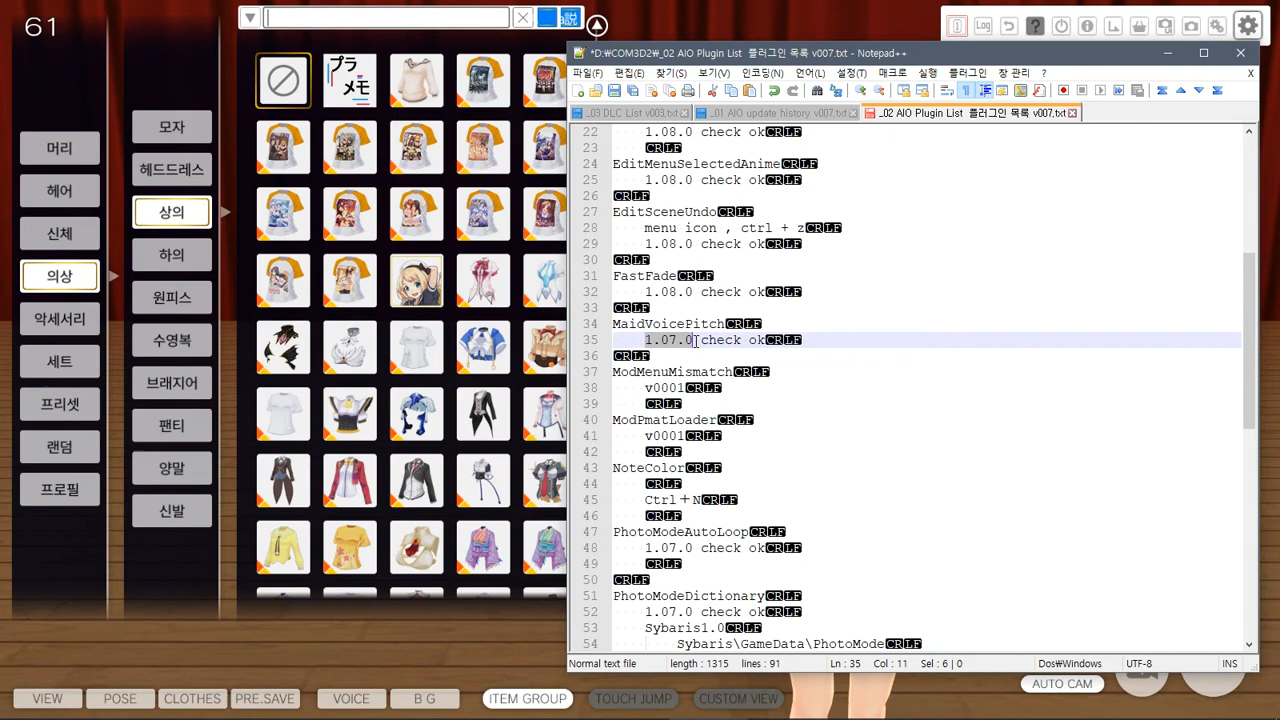 61
説
プラ
メモ
머리
헤어
신체
의상
악세서리
세트
프리셋
랜덤
프로필
모자
헤드드레스
상의
하의
원피스
수영복
브래지어
팬티
양말
신발
Log
*D:₩COM3D2₩_02 AIO Plugin List 플러그인 목록 v007.txt - Notepad++
파일(F) 편집(E) 찾기(S) 보기(V) 인코딩(N) 언어(L) 설정(T) 매크로 실행 플러그인 창 관리 ? X
_03 DLC List v003.txt _01 AIO update history v007.txt _02 AIO Plugin List 플러그인 목록 v007.txt
22 1.08.0 check okCRLF
23 CRLF
24 EditMenuSelectedAnimeCRLF
25 1.08.0 check okCRLF
26 CRLF
27 EditSceneUndoCRLF
28 menu icon , ctrl + zCRLF
29 1.08.0 check okCRLF
30 CRLF
31 FastFadeCRLF
32 1.08.0 check okCRLF
33 CRLF
34 MaidVoicePitchCRLF
35 1.07.0 check okCRLF
36 CRLF
37 ModMenuMismatchCRLF
38 v0001CRLF
39 CRLF
40 ModPmatLoaderCRLF
41 v0001CRLF
42 CRLF
43 NoteColorCRLF
44 CRLF
45 Ctrl＋NCRLF
46 CRLF
47 PhotoModeAutoLoopCRLF
48 1.07.0 check okCRLF
49 CRLF
50 CRLF
51 PhotoModeDictionaryCRLF
52 1.07.0 check okCRLF
53 Sybaris1.0CRLF
54 Sybaris\GameData\PhotoModeCRLF
Normal text file length : 1315 lines : 91 Ln : 35 Col : 11 Sel : 6 | 0 Dos₩Windows UTF-8 INS
AUTO CAM
VIEW POSE CLOTHES PRE.SAVE VOICE B G ITEM GROUP TOUCH JUMP CUSTOM VIEW